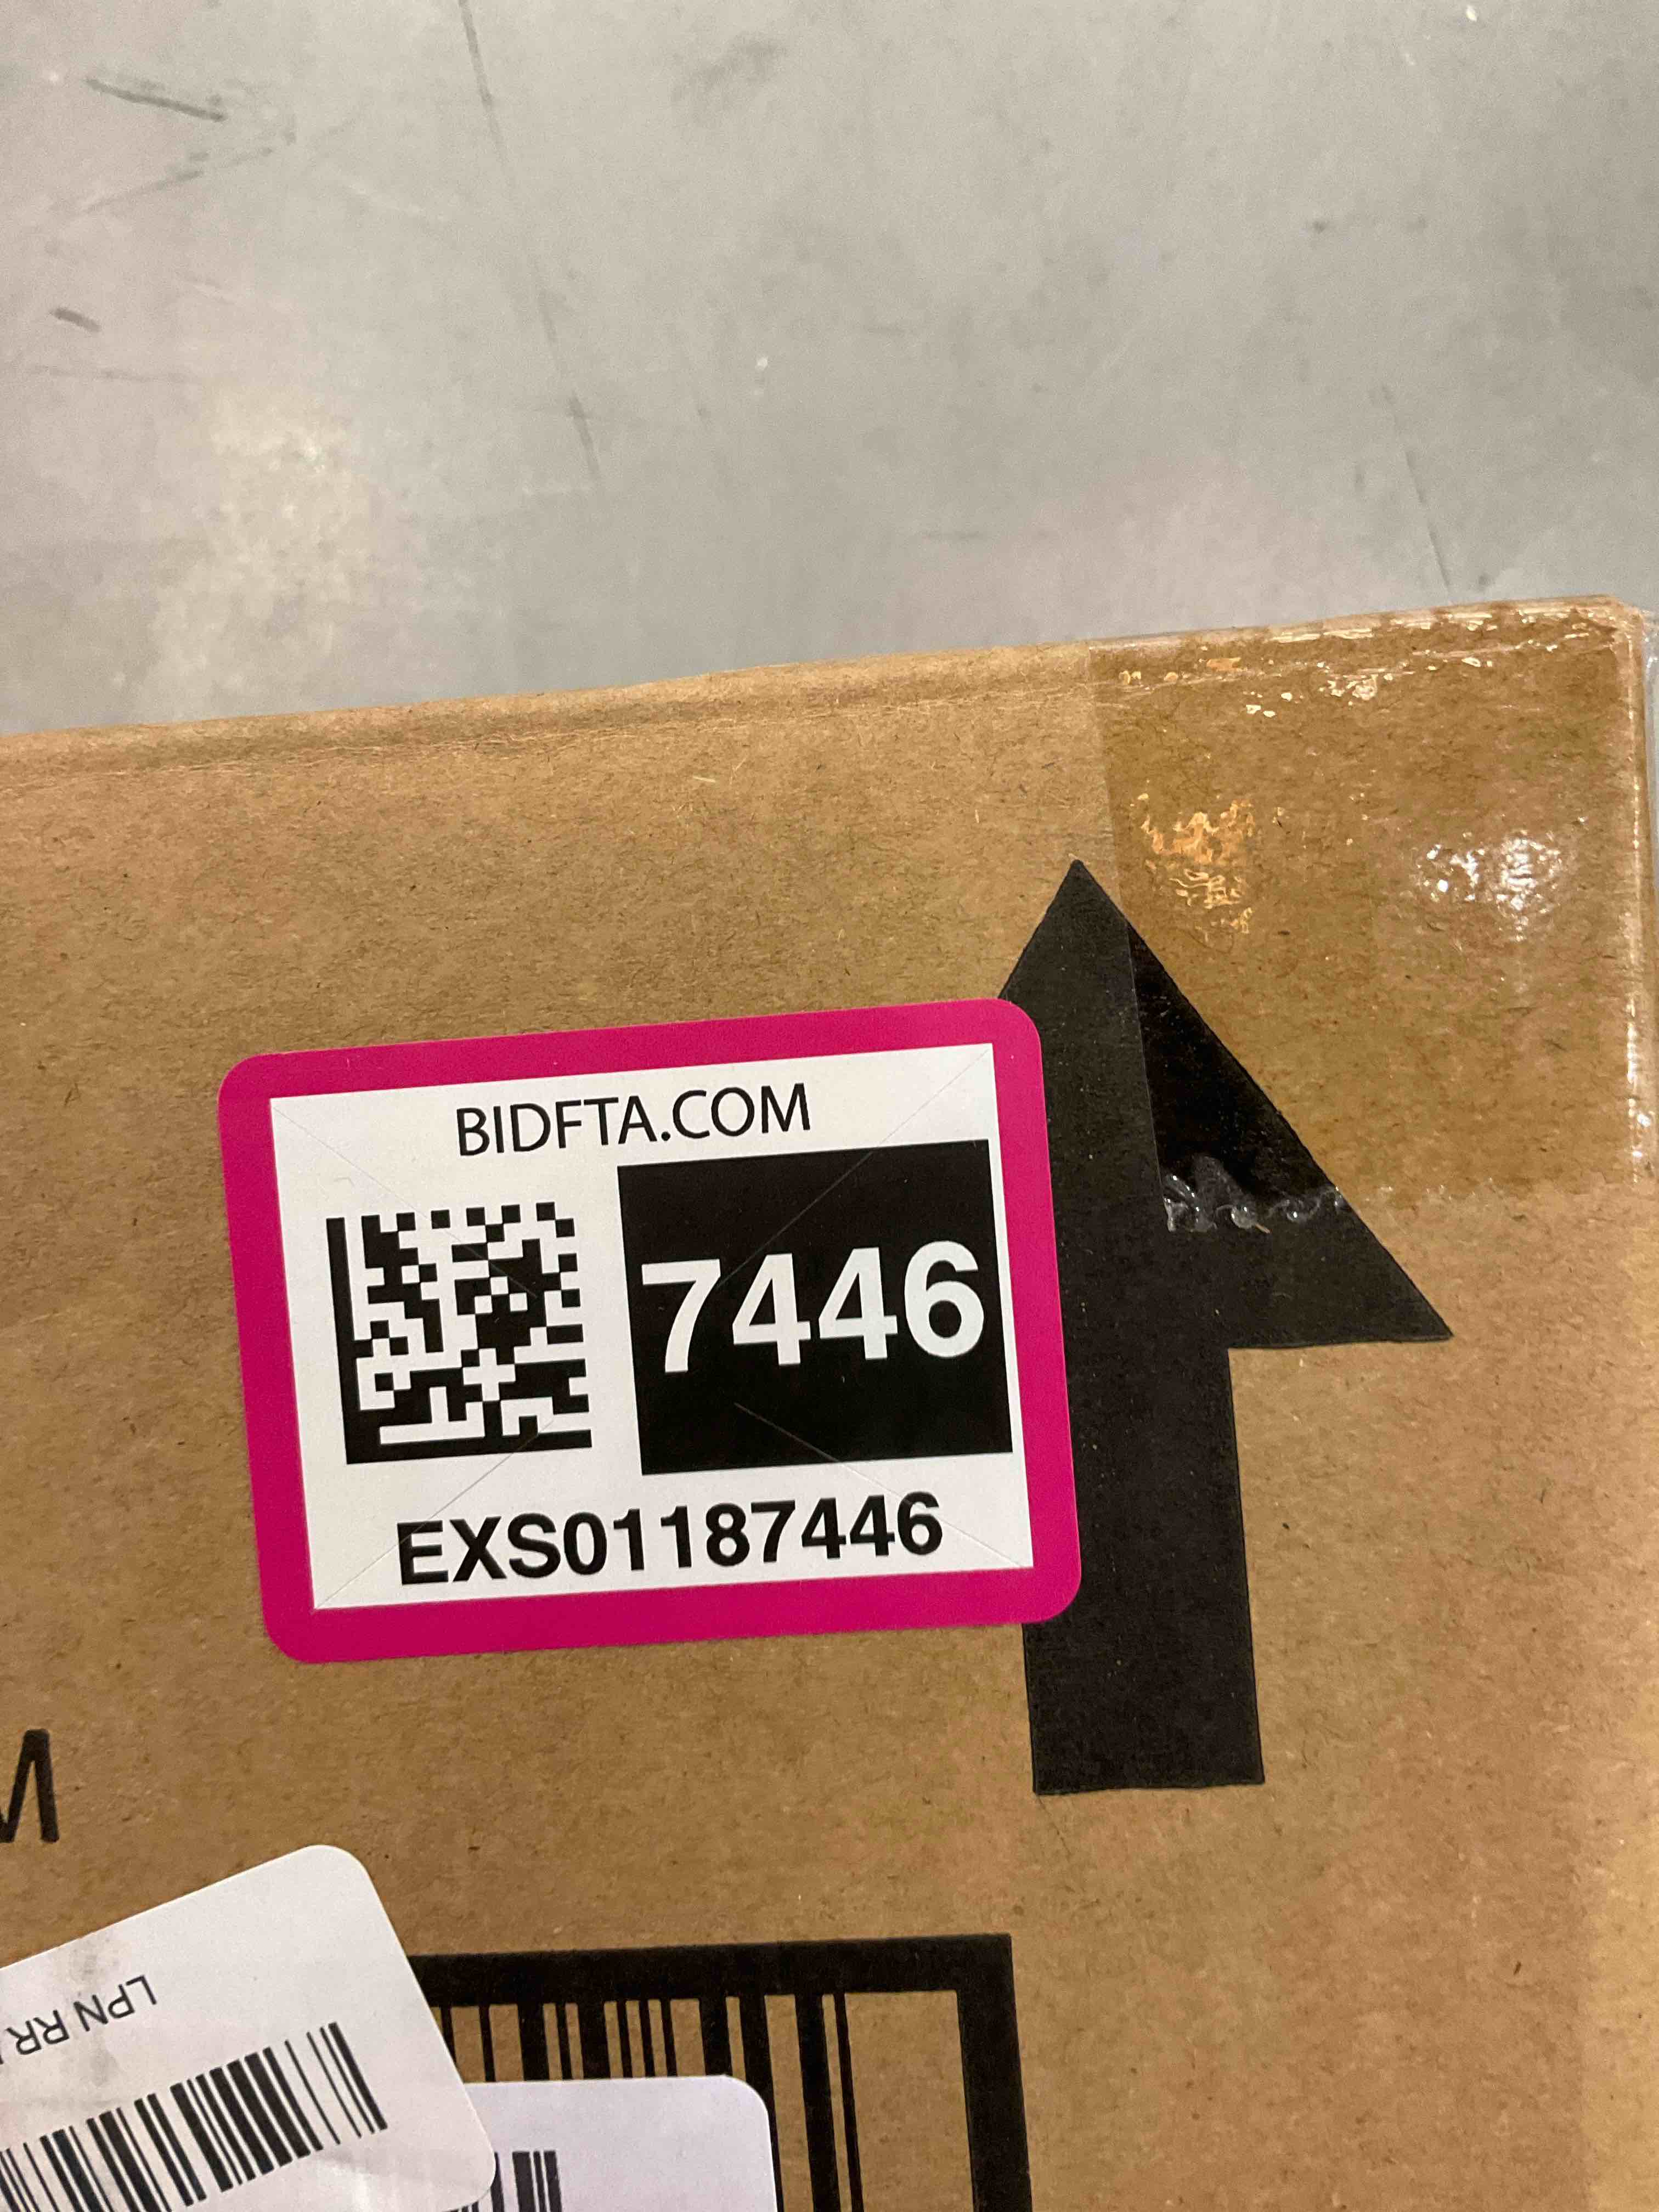 BIDFTA.COM
7446
EXS01187446
M
LPN RR